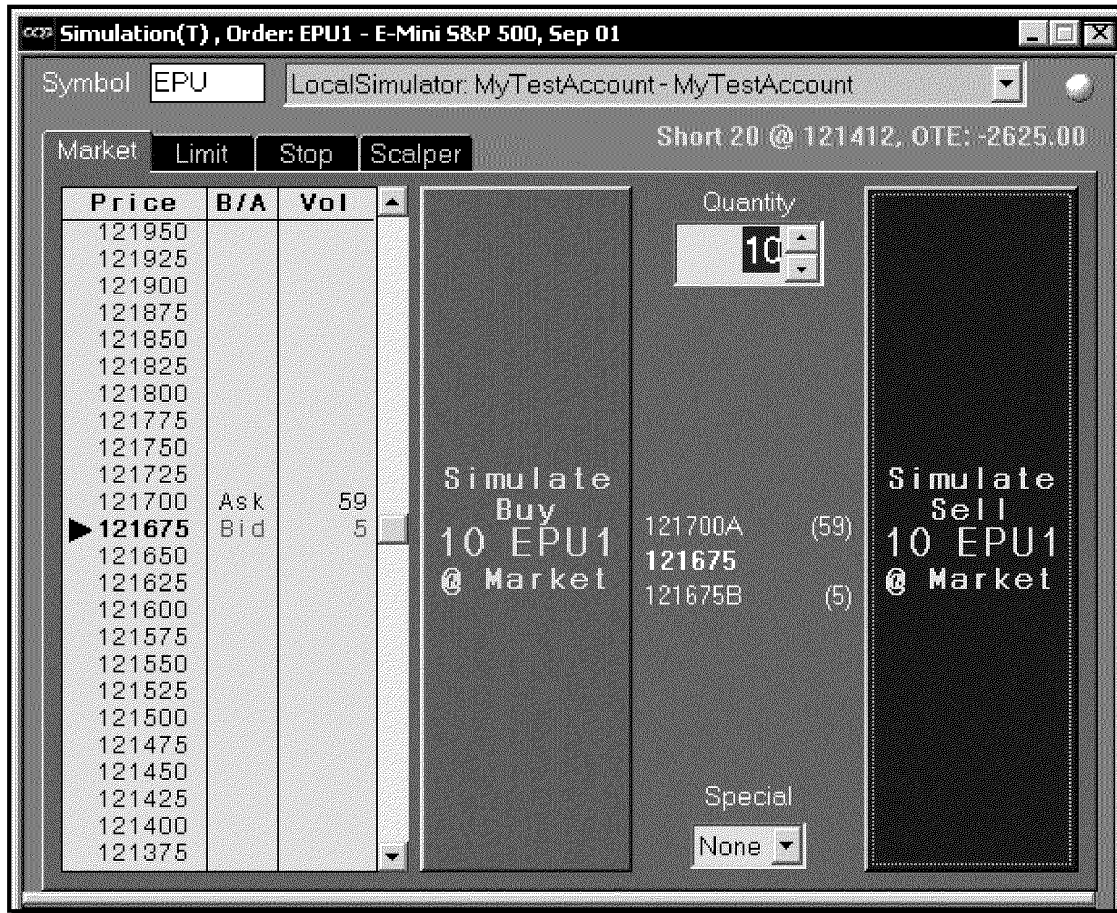 Simulation(T) , Order: EPU1 - E-Mini S&P 500, Sep 01
Symbol EPU LocalSimulator: MyTestAccount - MyTestAccount
Short 20 @ 121412, OTE: -2625.00
Market Limit Stop Scalper
Price B/A Vol
121950
121925
121900
121875
121850
121825
121800
121775
121750
121725
121700 Ask 59
121675 Bid 5
121650
121625
121600
121575
121550
121525
121500
121475
121450
121425
121400
121375
Simulate
Buy
10 EPU1
@ Market
Quantity
10
121700A (59)
121675
121675B (5)
Special
None
Simulate
Sell
10 EPU1
@ Market